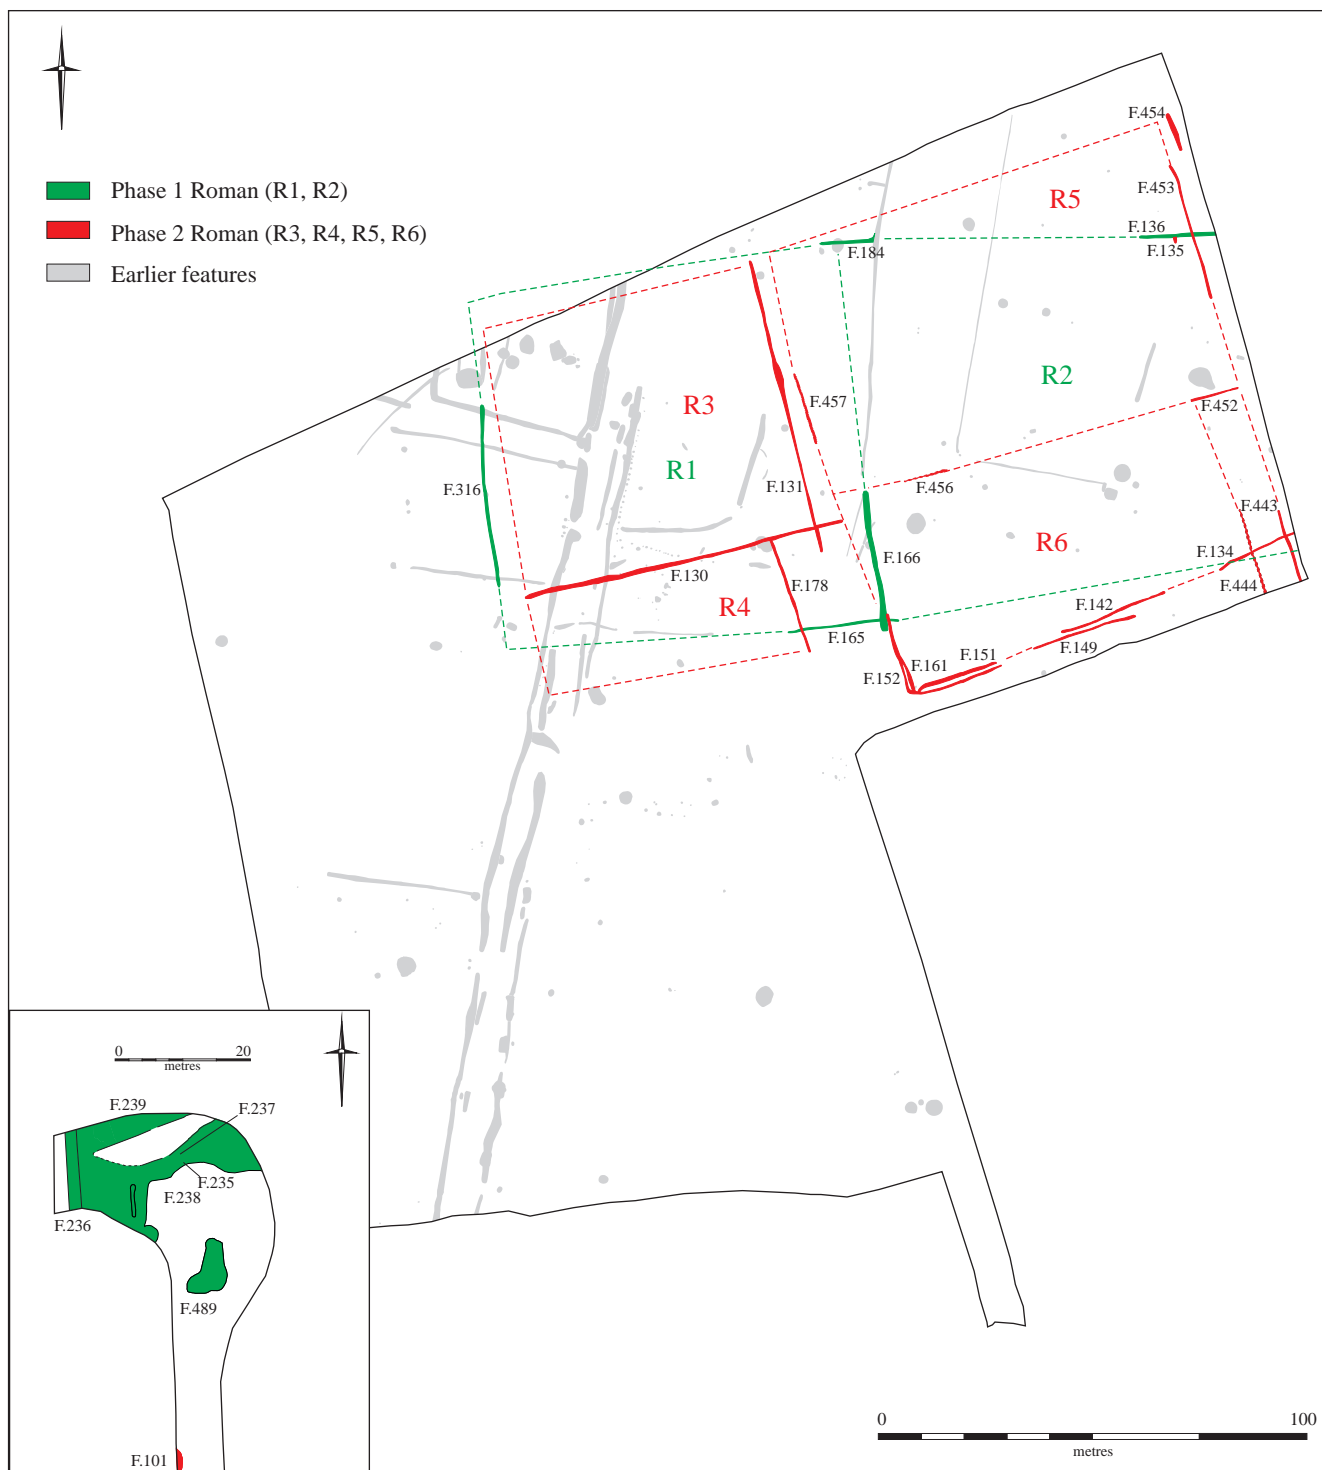 Phase 1 Roman (R1, R2)
Phase 2 Roman (R3, R4, R5, R6)
Earlier features
F.454
F.453
R5
F.136
F.135
F.184
R2
R3
F.457
F.452
R1
F.316
F.131
F.456
F.443
R6
F.134
F.166
F.130
F.178
F.444
R4
F.142
F.165
F.149
F.151
F.161
F.152
0 20
metres
F.239
F.237
F.235
F.238
F.236
F.489
F.101
0 100
metres